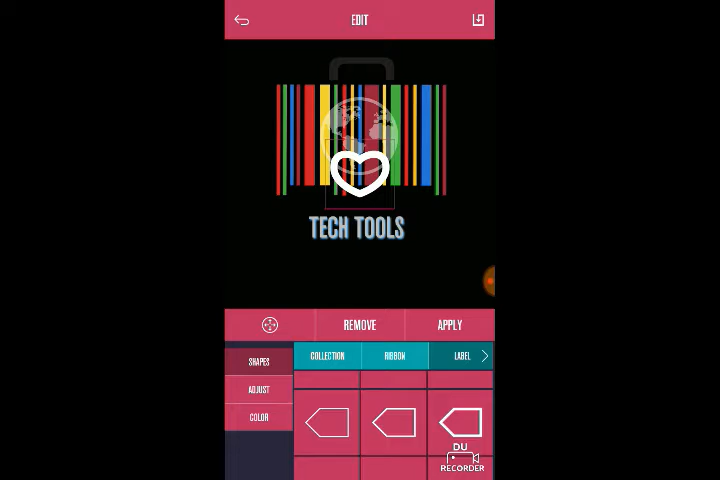 EDIT
TECH TOOLS
REMOVE
APPLY
SHAPES
COLLECTION
RIBBON
LABEL
ADJUST
COLOR
DU
RECORDER